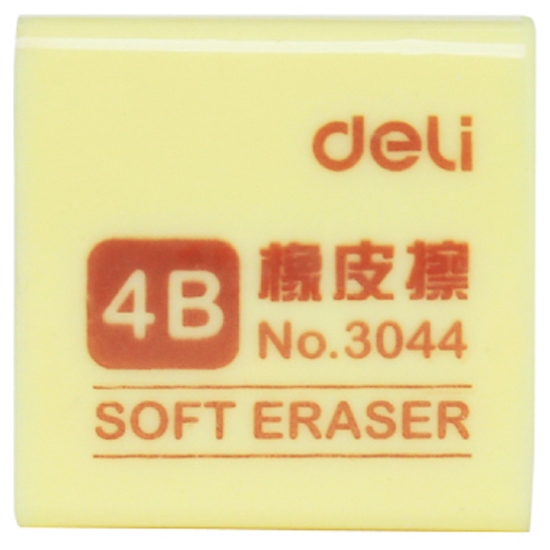 deli
4B 橡皮擦
No.3044
SOFT ERASER